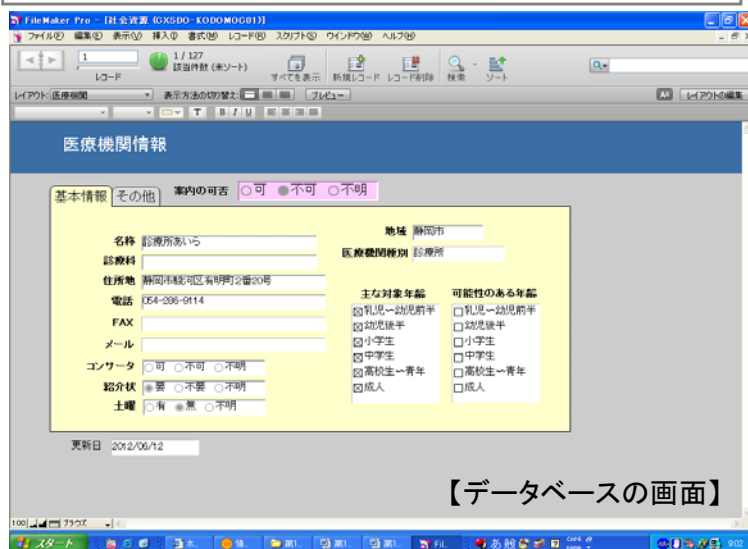 FileMaker Pro - [社会資源 (GXSDO-KODOMOG01)]
ファイル(F) 編集(E) 表示(V) 挿入(I) 書式(M) レコード(R) スクリプト(S) ウインドウ(W) ヘルプ(H)
1
1 / 127
該当件数 (未ソート)
レコード
すべてを表示 新規レコード レコード削除 検索 ソート
レイアウト: 医療機関 表示方法の切り替え: プレビュー レイアウトの編集
医療機関情報
基本情報 その他 案内の可否 可 不可 不明
名称 診療所あいら
診療科
住所地 静岡市駿河区有明町2番20号
電話 054-286-9114
FAX
メール
コンサータ 可 不可 不明
紹介状 要 不要 不明
土曜 有 無 不明
地域 静岡市
医療機関種別 診療所
主な対象年齢
乳児〜幼児前半
幼児後半
小学生
中学生
高校生〜青年
成人
可能性のある年齢
乳児〜幼児前半
幼児後半
小学生
中学生
高校生〜青年
成人
更新日 2012/06/12
【データベースの画面】
100 ブラウズ
スタート
9:02